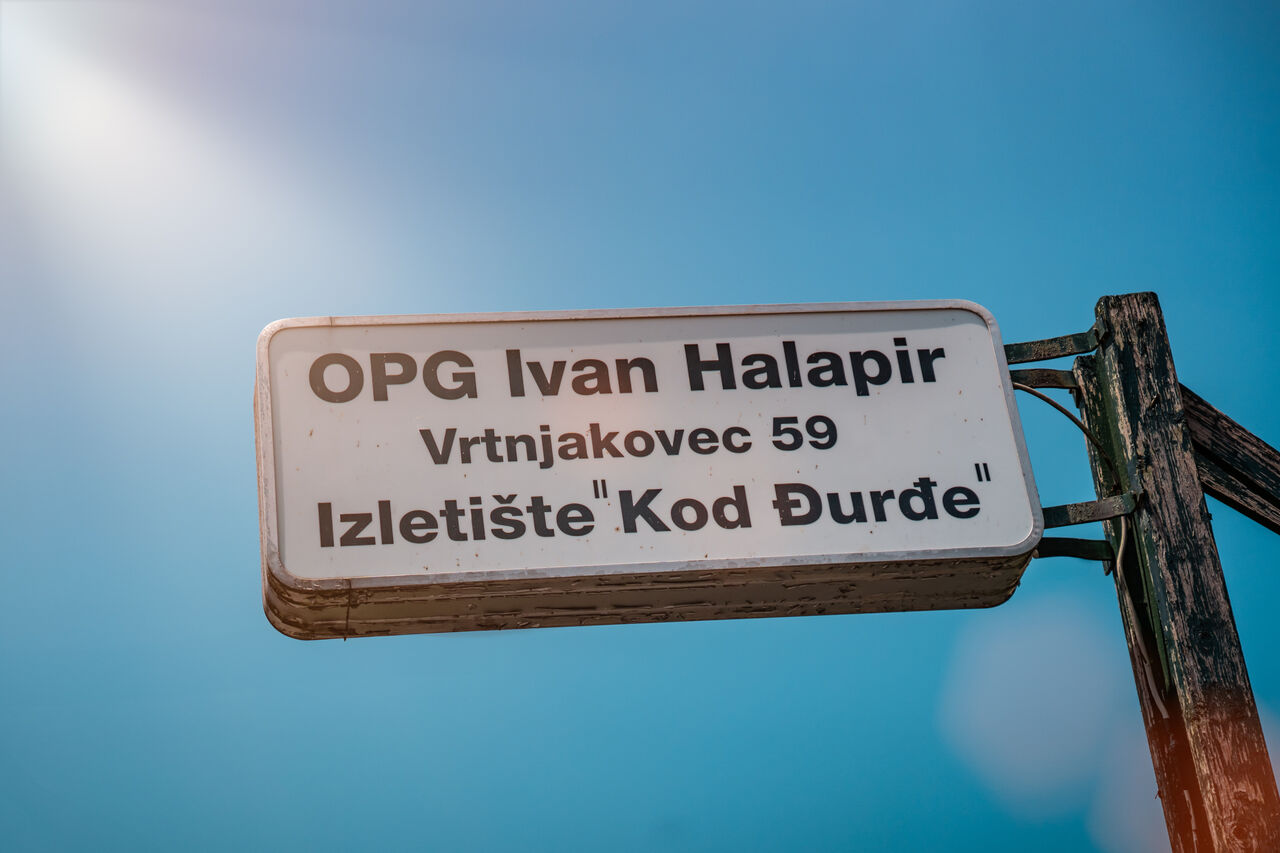 OPG Ivan Halapir
Vrtnjakovec 59
Izletište "Kod Đurđe"